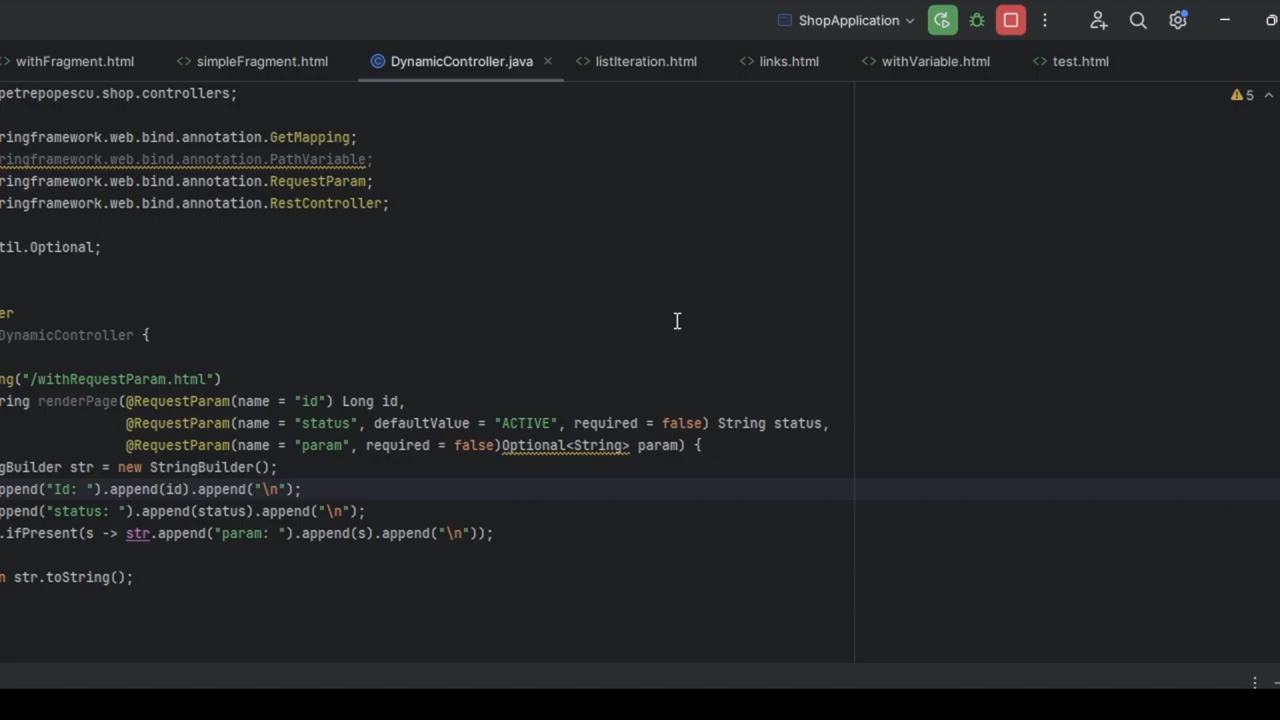 ShopApplication
withFragment.html simpleFragment.html DynamicController.java listIteration.html links.html withVariable.html test.html
petrepopescu.shop.controllers;
5
ringframework.web.bind.annotation.GetMapping;
ringframework.web.bind.annotation.PathVariable;
ringframework.web.bind.annotation.RequestParam;
ringframework.web.bind.annotation.RestController;
til.Optional;
er
DynamicController {
ng("/withRequestParam.html")
ring renderPage(@RequestParam(name = "id") Long id,
@RequestParam(name = "status", defaultValue = "ACTIVE", required = false) String status,
@RequestParam(name = "param", required = false)Optional<String> param) {
gBuilder str = new StringBuilder();
ppend("Id: ").append(id).append("\n");
ppend("status: ").append(status).append("\n");
.ifPresent(s -> str.append("param: ").append(s).append("\n"));
n str.toString();